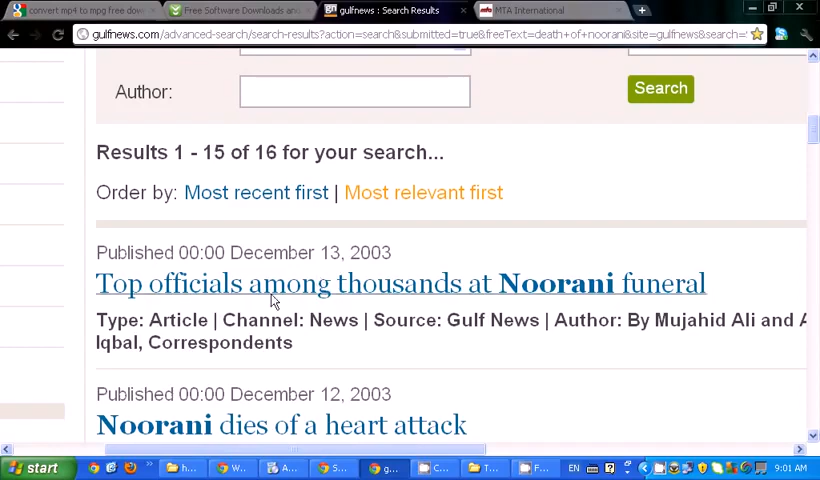 convert mp4 to mpg free dow
Free Software Downloads an
gulfnews : Search Results
MTA International
gulfnews.com/advanced-search/search-results?action=search&submitted=true&freeText=death+of+noorani&site=gulfnews&search=
Author:
Search
Results 1 - 15 of 16 for your search...
Order by: Most recent first | Most relevant first
Published 00:00 December 13, 2003
Top officials among thousands at Noorani funeral
Type: Article | Channel: News | Source: Gulf News | Author: By Mujahid Ali and A
Iqbal, Correspondents
Published 00:00 December 12, 2003
Noorani dies of a heart attack
start
h...
W...
A...
S...
g...
C...
T...
F...
EN
9:01 AM